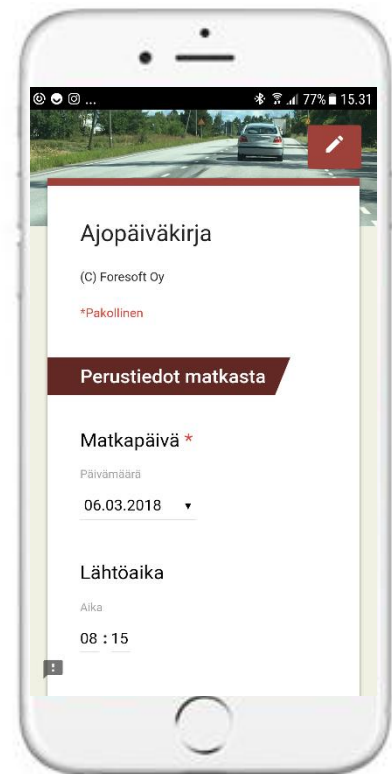 ... 77% 15.31
Ajopäiväkirja
(C) Foresoft Oy
*Pakollinen
Perustiedot matkasta
Matkapäivä *
Päivämäärä
06.03.2018
Lähtöaika
Aika
08 : 15